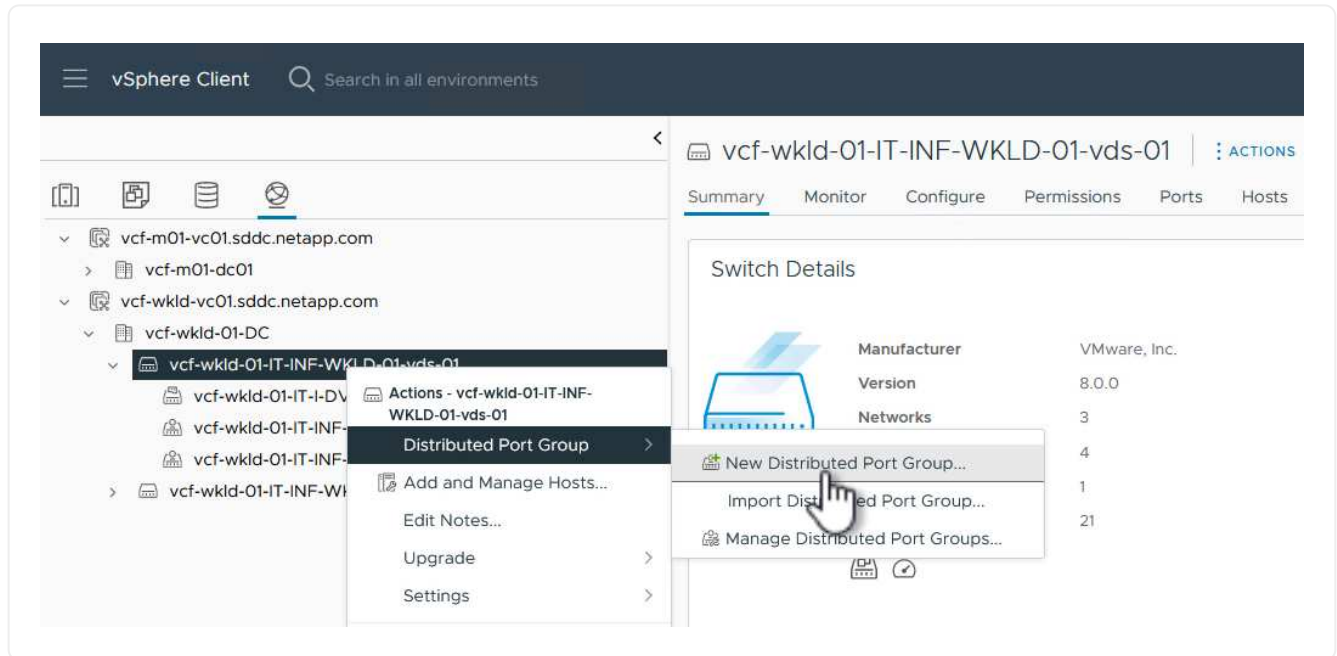 vSphere Client
Search in all environments
vcf-wkld-01-IT-INF-WKLD-01-vds-01
ACTIONS
Summary Monitor Configure Permissions Ports Hosts
vcf-m01-vc01.sddc.netapp.com
vcf-m01-dc01
vcf-wkld-vc01.sddc.netapp.com
vcf-wkld-01-DC
vcf-wkld-01-IT-INF-WKLD-01-vds-01
vcf-wkld-01-IT-I-DV
vcf-wkld-01-IT-INF-
vcf-wkld-01-IT-INF-
vcf-wkld-01-IT-INF-WK
Actions - vcf-wkld-01-IT-INF-
WKLD-01-vds-01
Distributed Port Group
Add and Manage Hosts...
Edit Notes...
Upgrade
Settings
New Distributed Port Group...
Import Distributed Port Group...
Manage Distributed Port Groups...
Switch Details
Manufacturer VMware, Inc.
Version 8.0.0
Networks 3
4
1
21